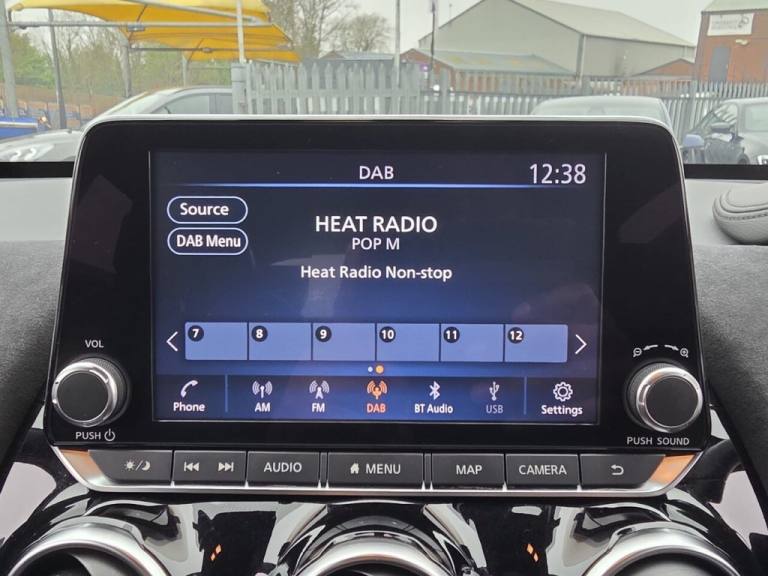 DAB
12:38
Source
DAB Menu
HEAT RADIO
POP M
Heat Radio Non-stop
7 8 9 10 11 12
Phone AM FM DAB BT Audio USB Settings
VOL
PUSH
PUSH SOUND
AUDIO MENU MAP CAMERA